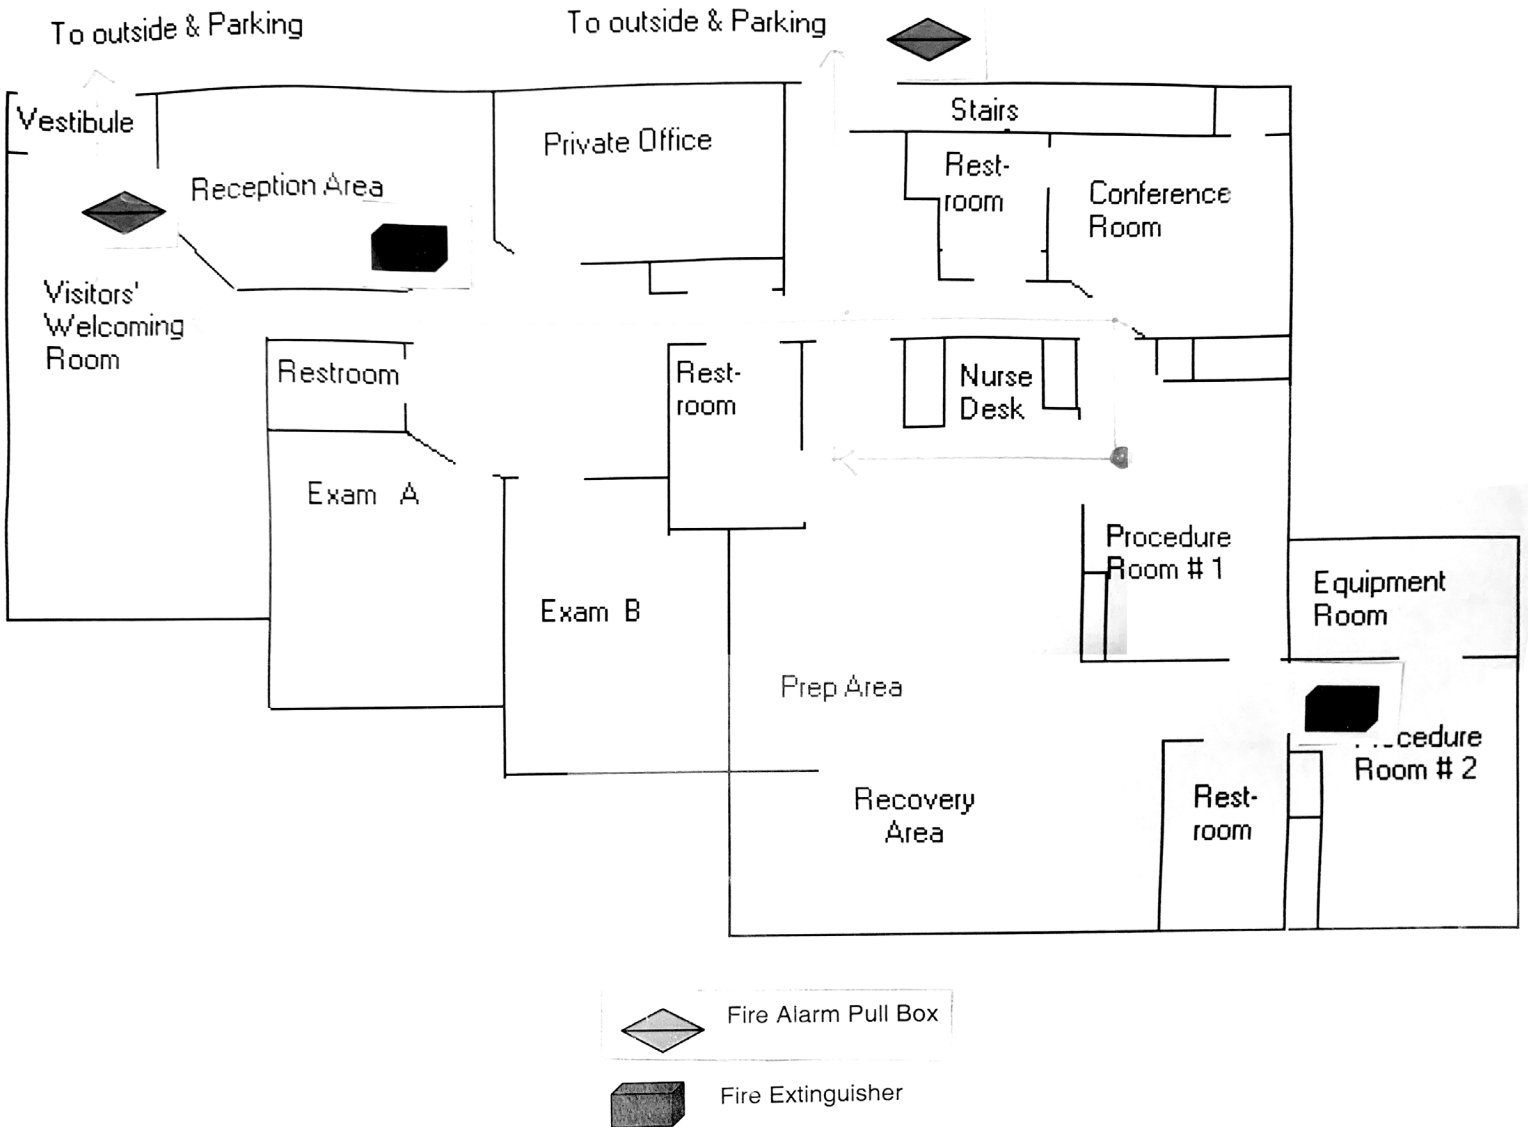 To outside & Parking
To outside & Parking
Vestibule
Stairs
Private Office
Reception Area
Rest-
room
Conference
Room
Visitors'
Welcoming
Room
Restroom
Rest-
room
Nurse
Desk
Exam A
Procedure
Room # 1
Equipment
Room
Exam B
Prep Area
Room # 2
Recovery
Area
Rest-
room
Fire Alarm Pull Box
Fire Extinguisher